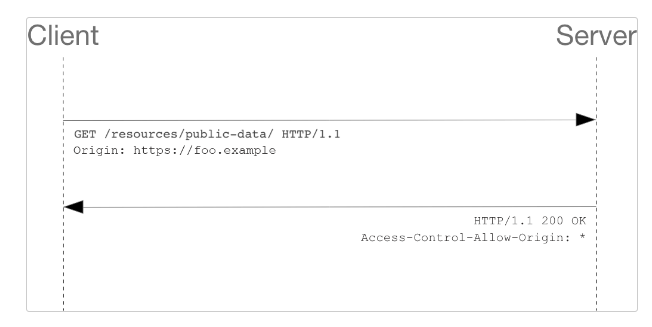 Client
Server
GET /resources/public-data/ HTTP/1.1
Origin: https://foo.example
HTTP/1.1 200 OK
Access-Control-Allow-Origin: *